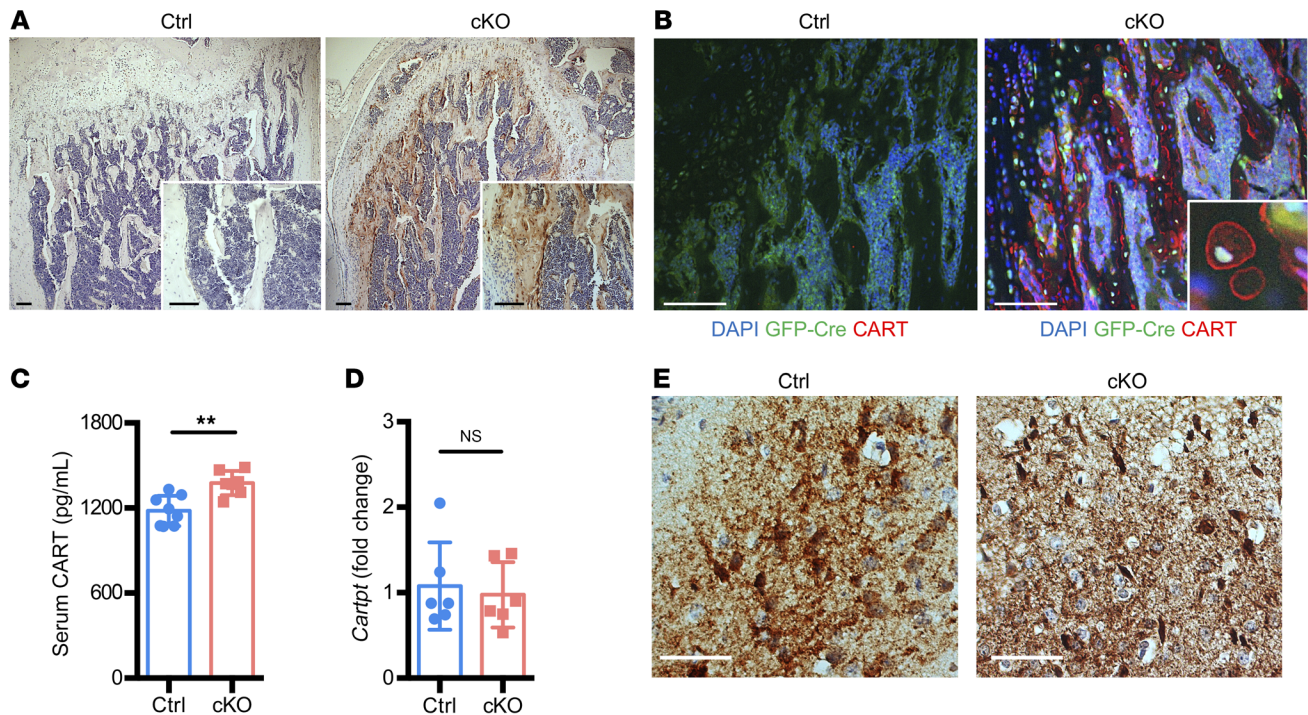 A
Ctrl
cKO
B
Ctrl
cKO
DAPI GFP-Cre CART
DAPI GFP-Cre CART
C
Serum CART (pg/mL)
1800
1200
600
0
**
Ctrl
cKO
D
Cartpt (fold change)
3
2
1
0
NS
Ctrl
cKO
E
Ctrl
cKO